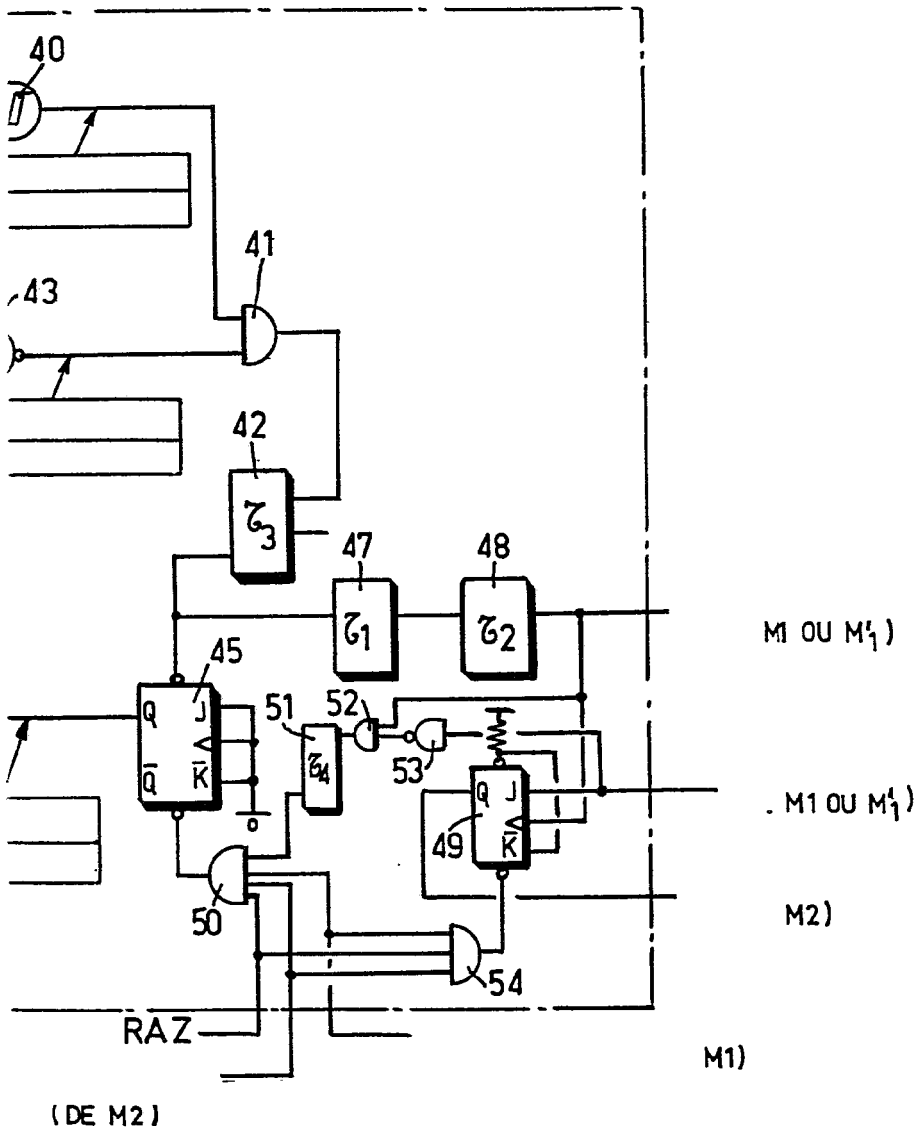 40
41
43
42
τ3
47
48
τ1
τ2
M1 OU M'1)
45
Q J
Q̅ K̅
51
52
τ4
53
Q J
49 K̅
. M1 OU M'1)
50
M2)
54
RAZ
M1)
(DE M2)